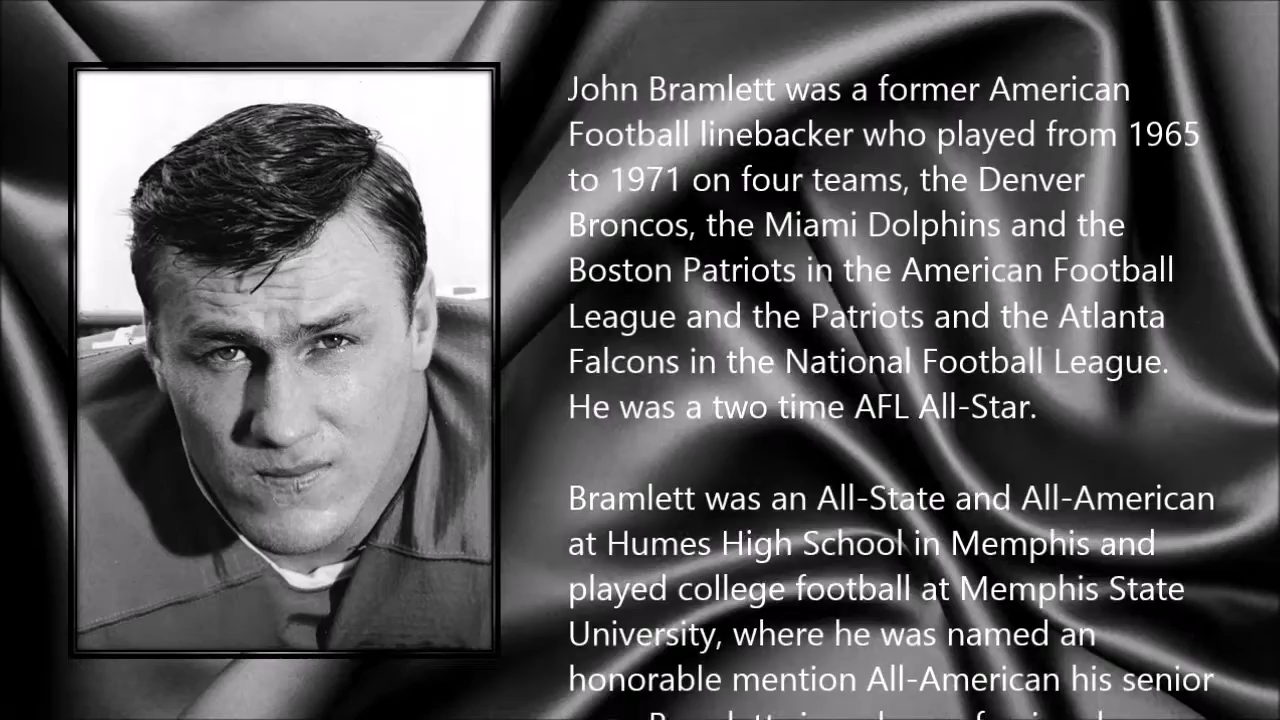 John Bramlett was a former American
Football linebacker who played from 1965
to 1971 on four teams, the Denver
Broncos, the Miami Dolphins and the
Boston Patriots in the American Football
League and the Patriots and the Atlanta
Falcons in the National Football League.
He was a two time AFL All-Star.
Bramlett was an All-State and All-American
at Humes High School in Memphis and
played college football at Memphis State
University, where he was named an
honorable mention All-American his senior